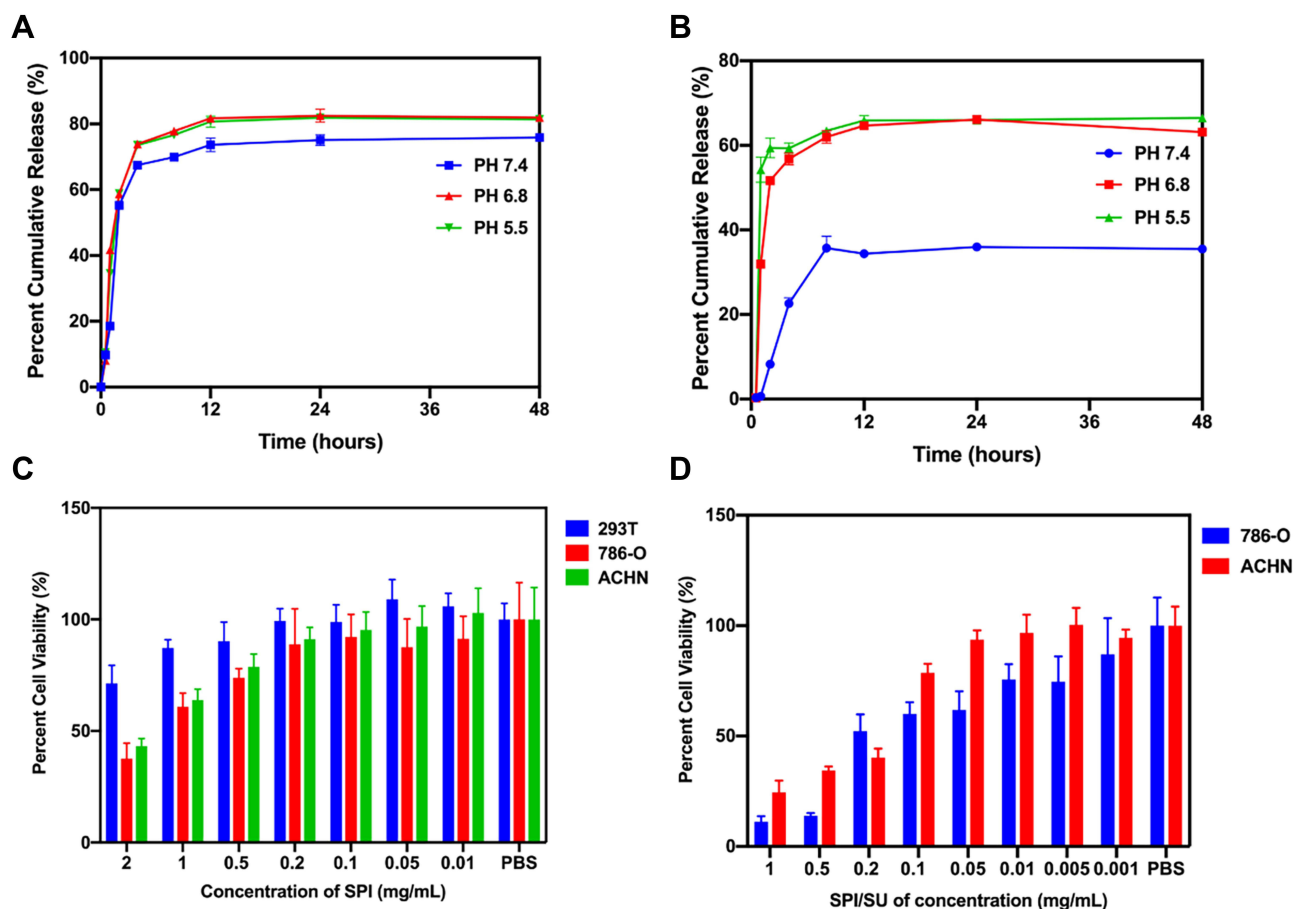 A
Percent Cumulative Release (%)
100
80
60
40
20
0
0 12 24 36 48
Time (hours)
PH 7.4
PH 6.8
PH 5.5
B
Percent Cumulative Release (%)
80
60
40
20
0
0 12 24 36 48
Time (hours)
PH 7.4
PH 6.8
PH 5.5
C
Percent Cell Viability (%)
150
100
50
0
2 1 0.5 0.2 0.1 0.05 0.01 PBS
Concentration of SPI (mg/mL)
293T
786-O
ACHN
D
Percent Cell Viability (%)
150
100
50
0
1 0.5 0.2 0.1 0.05 0.01 0.005 0.001 PBS
SPI/SU of concentration (mg/mL)
786-O
ACHN